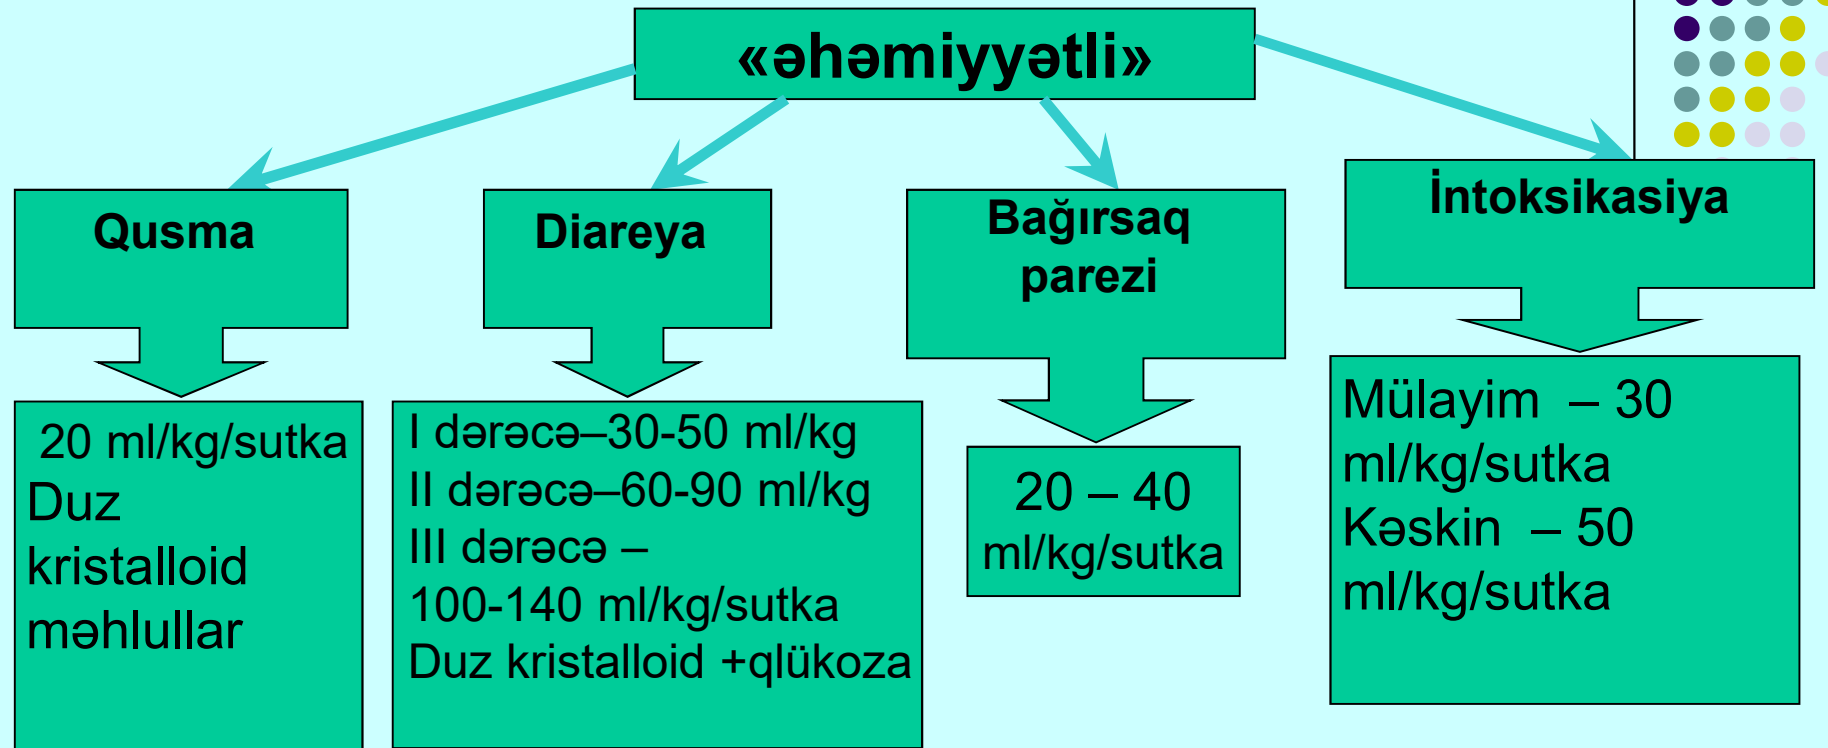 «əhəmiyyətli»
Qusma
20 ml/kg/sutka
Duz
kristalloid
məhlullar
Diareya
I dərəcə–30-50 ml/kg
II dərəcə–60-90 ml/kg
III dərəcə –
100-140 ml/kg/sutka
Duz kristalloid +qlükoza
Bağırsaq
parezi
20 – 40
ml/kg/sutka
İntoksikasiya
Mülayim – 30
ml/kg/sutka
Kəskin – 50
ml/kg/sutka